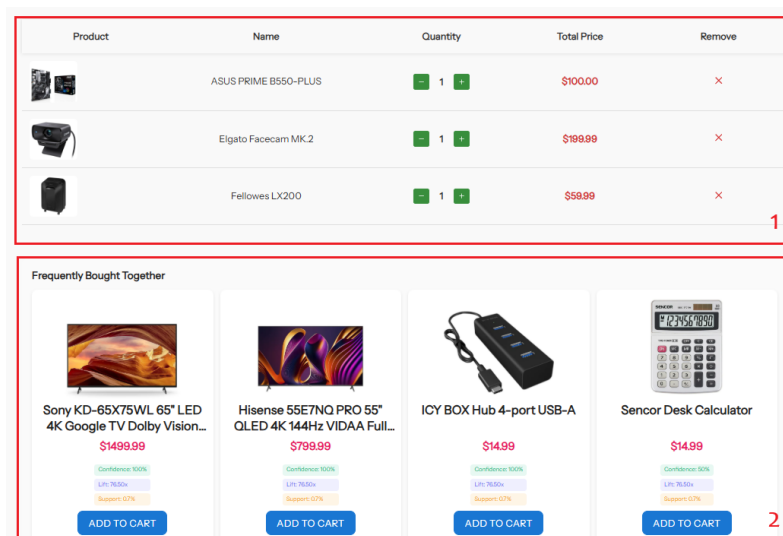 Product Name Quantity Total Price Remove
ASUS PRIME B550-PLUS − 1 + $100.00 ×
Elgato Facecam MK.2 − 1 + $199.99 ×
Fellowes LX200 − 1 + $59.99 ×
1
Frequently Bought Together
Sony KD-65X75WL 65" LED
4K Google TV Dolby Vision...
$1499.99
Confidence: 100%
Lift: 76.50x
Support: 0.7%
ADD TO CART
Hisense 55E7NQ PRO 55"
QLED 4K 144Hz VIDAA Full...
$799.99
Confidence: 100%
Lift: 76.50x
Support: 0.7%
ADD TO CART
ICY BOX Hub 4-port USB-A
$14.99
Confidence: 100%
Lift: 76.50x
Support: 0.7%
ADD TO CART
SENCOR
1234567890
Sencor Desk Calculator
$14.99
Confidence: 50%
Lift: 76.50x
Support: 0.7%
ADD TO CART
2